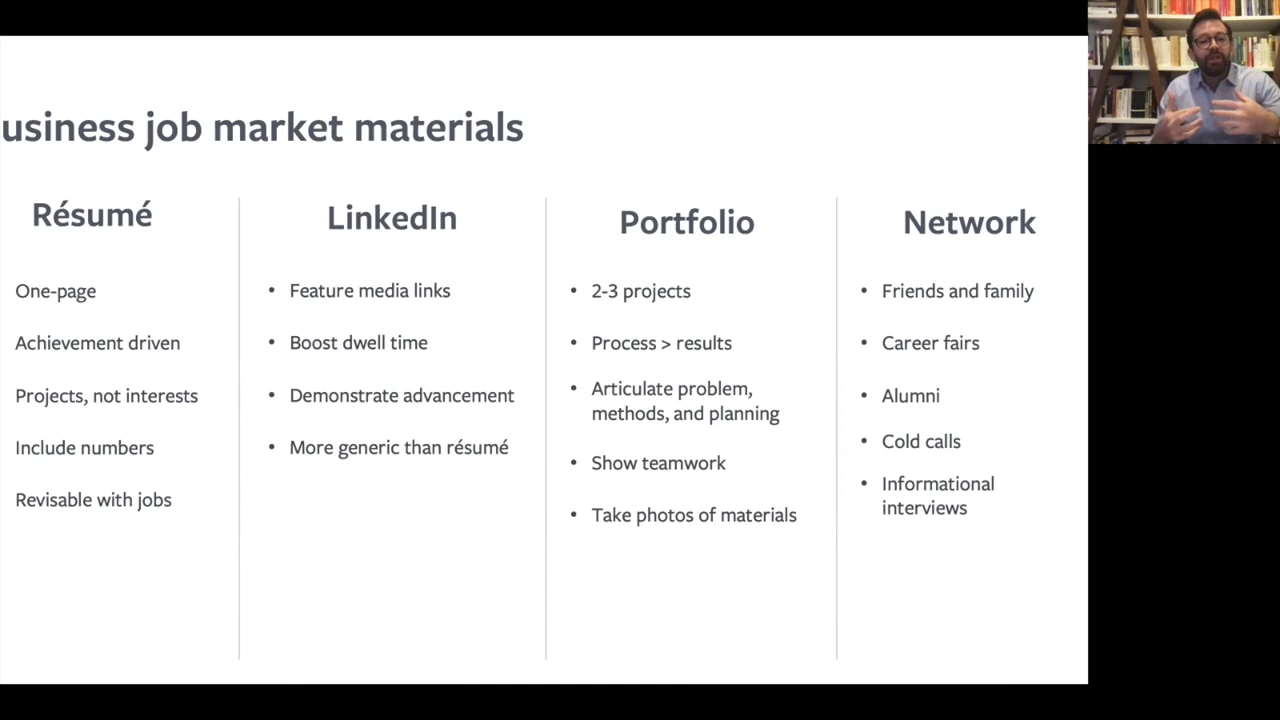 usiness job market materials
Résumé
One-page
Achievement driven
Projects, not interests
Include numbers
Revisable with jobs
LinkedIn
• Feature media links
• Boost dwell time
• Demonstrate advancement
• More generic than résumé
Portfolio
• 2-3 projects
• Process > results
• Articulate problem,
methods, and planning
• Show teamwork
• Take photos of materials
Network
• Friends and family
• Career fairs
• Alumni
• Cold calls
• Informational
interviews